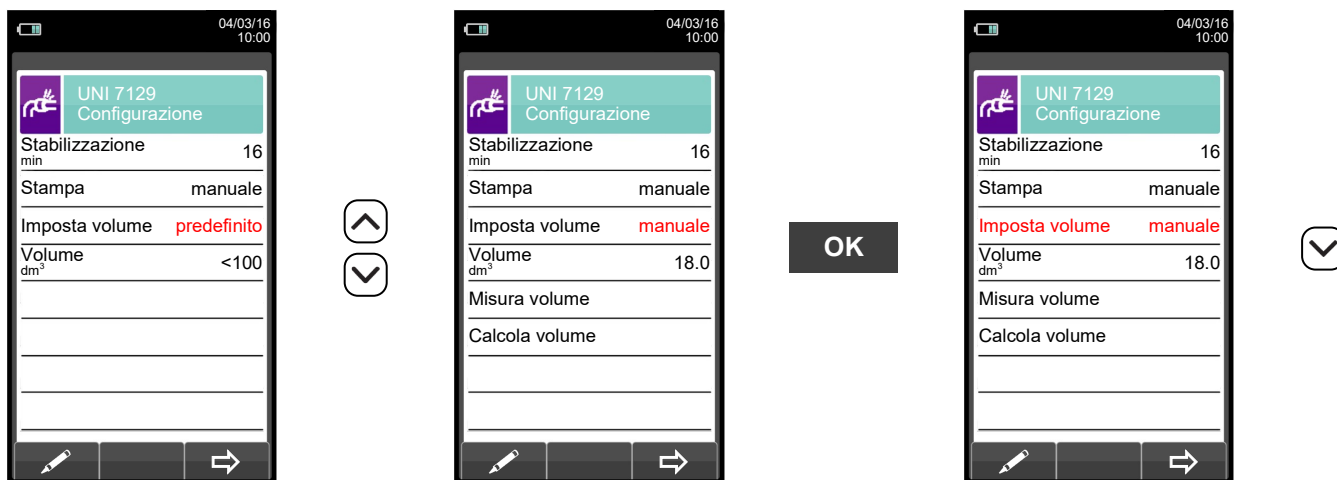 04/03/16
10:00
UNI 7129
Configurazione
Stabilizzazione
min
16
Stampa manuale
Imposta volume predefinito
Volume
dm³
<100
04/03/16
10:00
UNI 7129
Configurazione
Stabilizzazione
min
16
Stampa manuale
Imposta volume manuale
Volume
dm³
18.0
Misura volume
Calcola volume
OK
04/03/16
10:00
UNI 7129
Configurazione
Stabilizzazione
min
16
Stampa manuale
Imposta volume manuale
Volume
dm³
18.0
Misura volume
Calcola volume